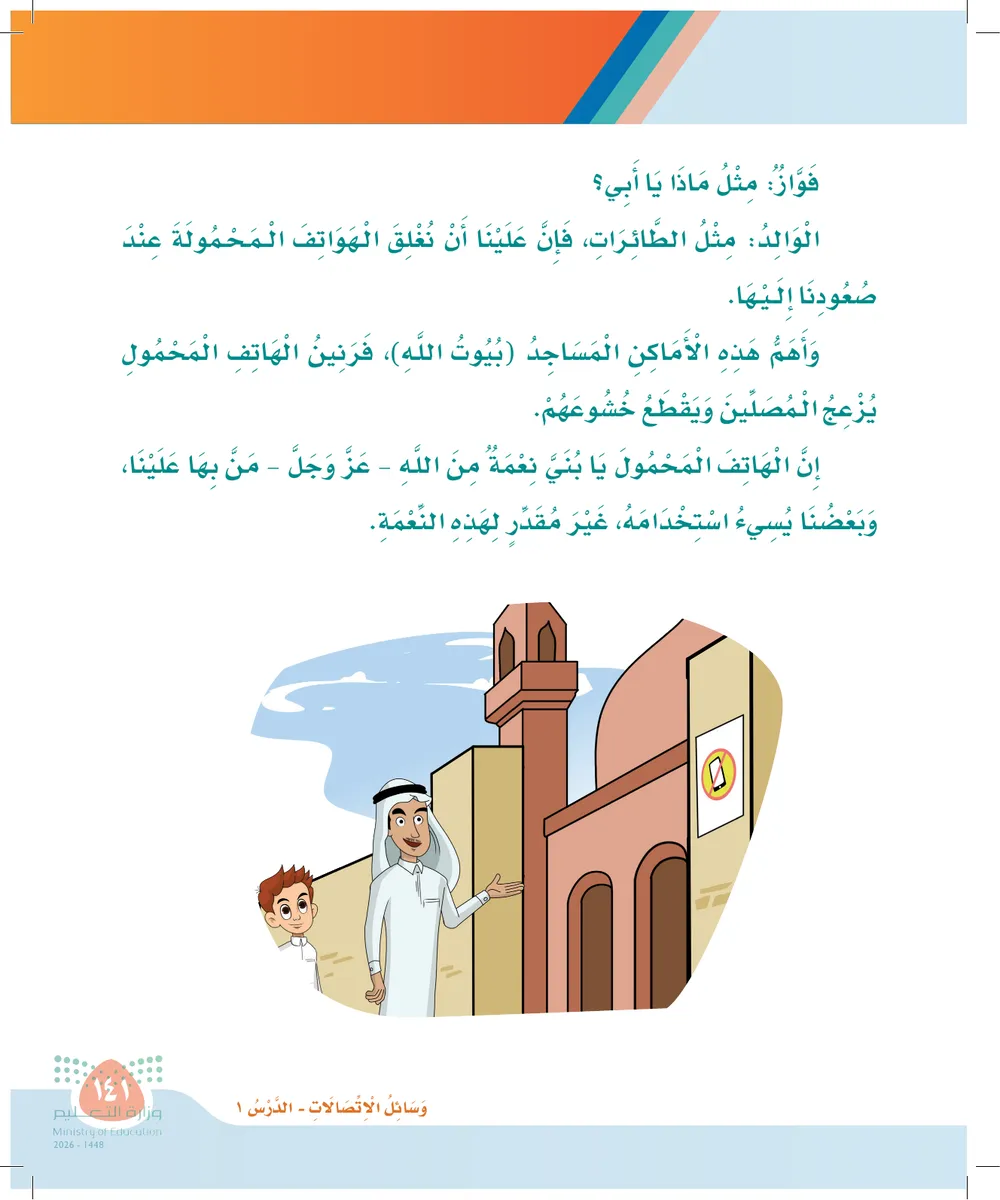 فَوَّازٌ: مِثْلُ مَاذَا يَا أَبِي؟
الْوَالِدُ: مِثْلُ الطَّائِرَاتِ، فَإِنَّ عَلَيْنَا أَنْ نُغْلِقَ الْهَوَاتِفَ الْمَحْمُولَةَ عِنْدَ
صُعُودِنَا إِلَيْهَا.
وَأَهَمُّ هَذِهِ الْأَمَاكِنِ الْمَسَاجِدُ (بُيُوتُ اللَّهِ)، فَرَنِينُ الْهَاتِفِ الْمَحْمُولِ
يُزْعِجُ الْمُصَلِّينَ وَيَقْطَعُ خُشُوعَهُمْ.
إِنَّ الْهَاتِفَ الْمَحْمُولَ يَا بُنَيَّ نِعْمَةٌ مِنَ اللَّهِ - عَزَّ وَجَلَّ - مَنَّ بِهَا عَلَيْنَا،
وَبَعْضُنَا يُسِيءُ اسْتِخْدَامَهُ، غَيْرَ مُقَدِّرٍ لِهَذِهِ النِّعْمَةِ.
وَسَائِلُ الْاِتِّصَالَاتِ - الدَّرْسُ ١
١٤١
وزارة التعليم
Ministry of Education
2026 - 1448